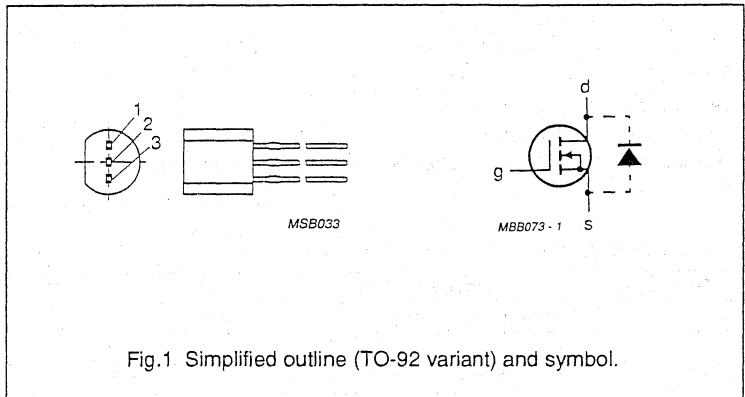 1
2
3
MSB033
d
g
MBB073 - 1
s
Fig.1 Simplified outline (TO-92 variant) and symbol.